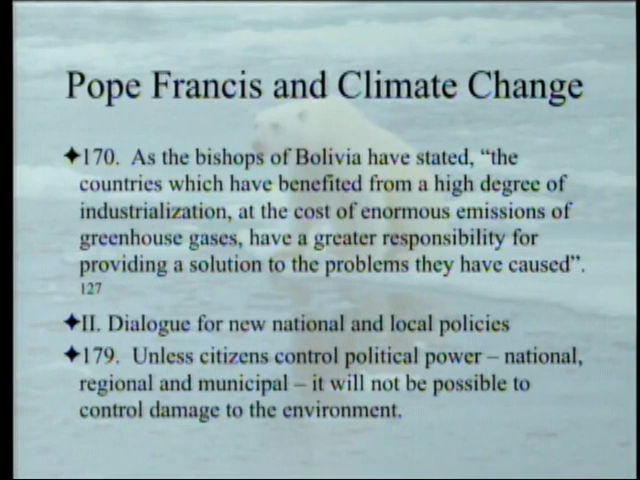 Pope Francis and Climate Change
✦170.  As the bishops of Bolivia have stated, “the
countries which have benefited from a high degree of
industrialization, at the cost of enormous emissions of
greenhouse gases, have a greater responsibility for
providing a solution to the problems they have caused”.
127
✦II. Dialogue for new national and local policies
✦179.  Unless citizens control political power – national,
regional and municipal – it will not be possible to
control damage to the environment.